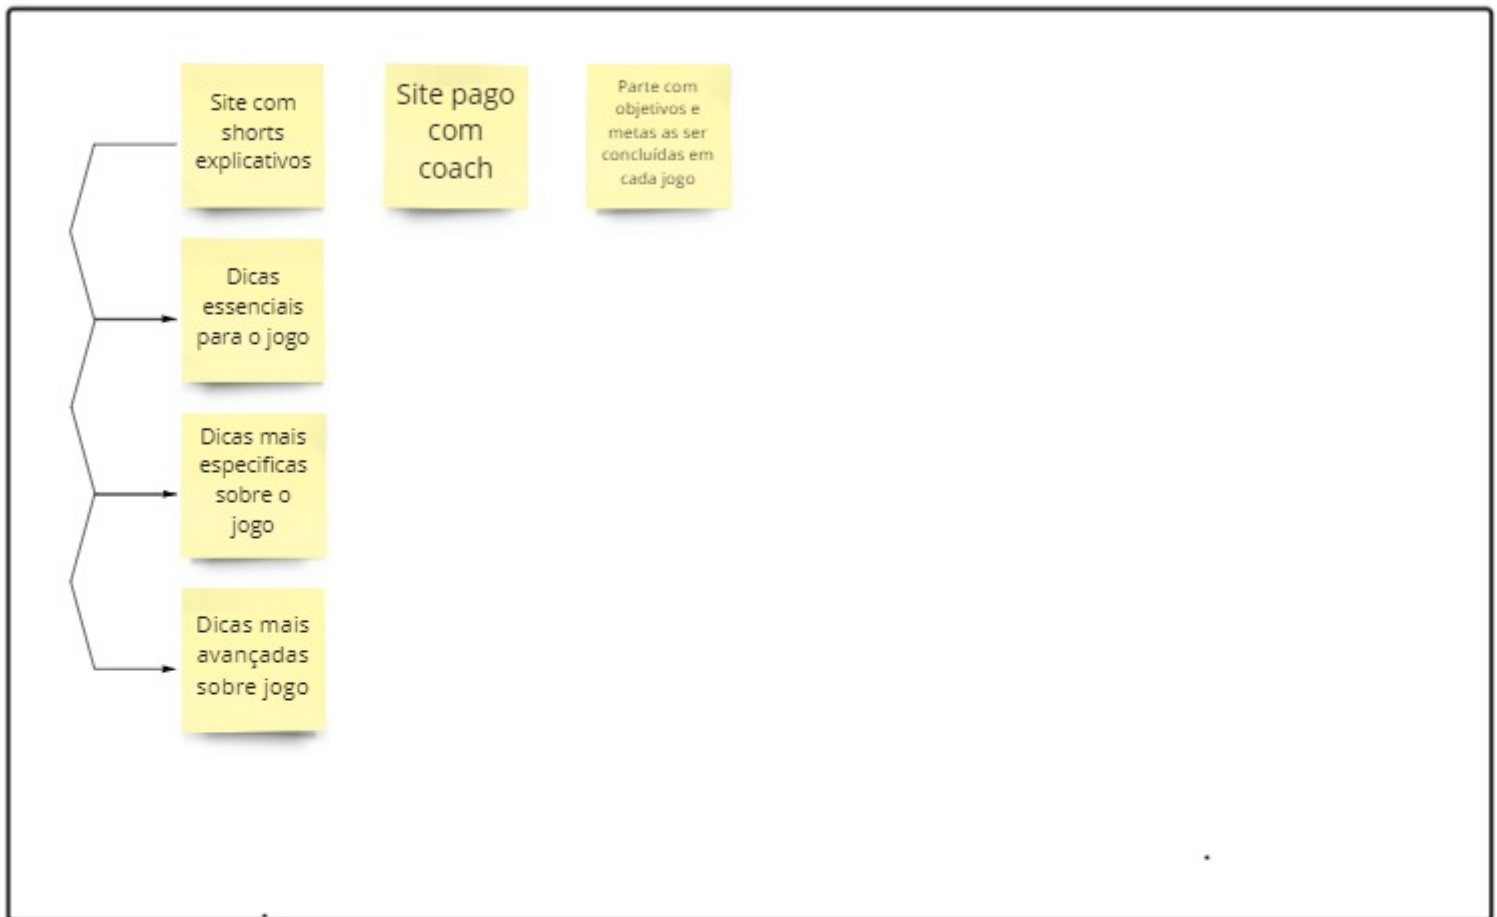 Site com
shorts
explicativos
Site pago
com
coach
Parte com
objetivos e
metas as ser
concluídas em
cada jogo
Dicas
essenciais
para o jogo
Dicas mais
especificas
sobre o
jogo
Dicas mais
avançadas
sobre jogo